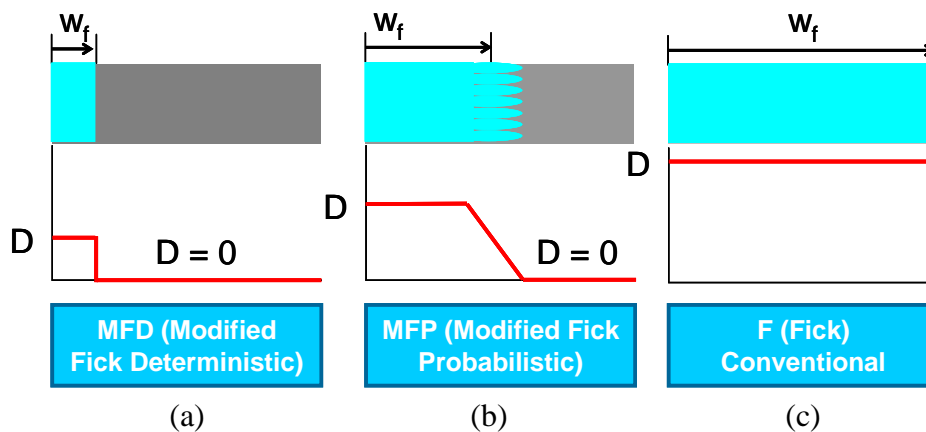 W_f
W_f
W_f
D
D = 0
D
D = 0
D
MFD (Modified
Fick Deterministic)
MFP (Modified Fick
Probabilistic)
F (Fick)
Conventional
(a)
(b)
(c)